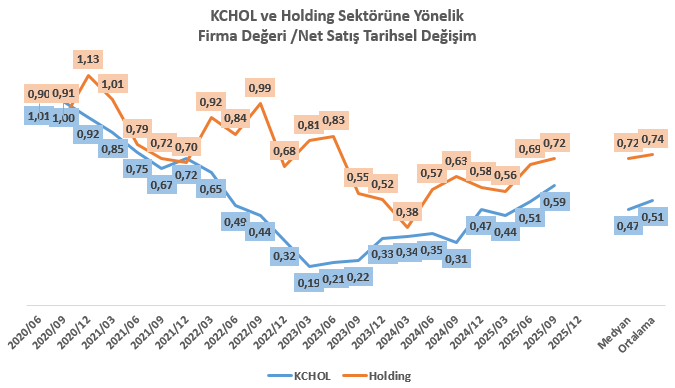 KCHOL ve Holding Sektörüne Yönelik
Firma Değeri /Net Satış Tarihsel Değişim
0,90 0,91 1,13 1,01 0,79 0,72 0,70 0,92 0,84 0,99 0,68 0,81 0,83 0,55 0,52 0,38 0,57 0,63 0,58 0,56 0,69 0,72 0,72 0,74
1,01 1,00 0,92 0,85 0,75 0,67 0,72 0,65 0,49 0,44 0,32 0,19 0,21 0,22 0,33 0,34 0,35 0,31 0,47 0,44 0,51 0,59 0,47 0,51
2020/06 2020/09 2020/12 2021/03 2021/06 2021/09 2021/12 2022/03 2022/06 2022/09 2022/12 2023/03 2023/06 2023/09 2023/12 2024/03 2024/06 2024/09 2024/12 2025/03 2025/06 2025/09 2025/12 Medyan Ortalama
KCHOL Holding